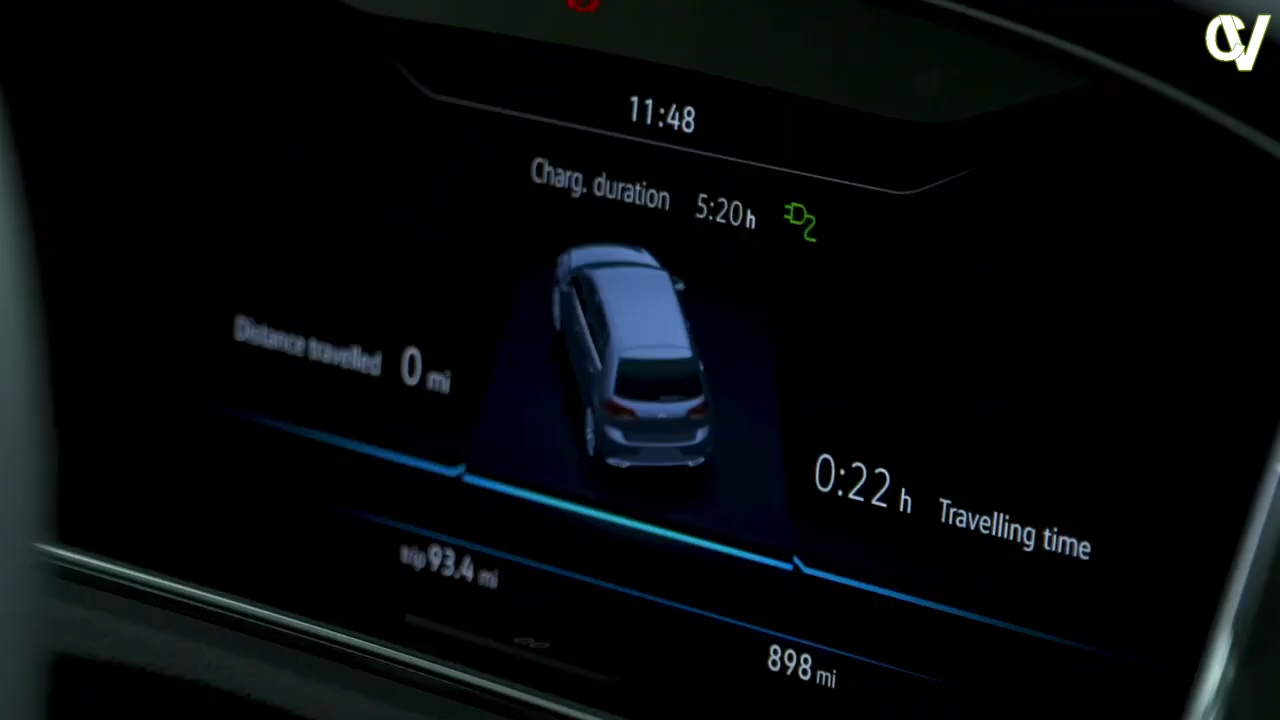 CV
11:48
Charg. duration 5:20 h
Distance travelled 0 mi
0:22 h Travelling time
trip 93.4 mi
898 mi